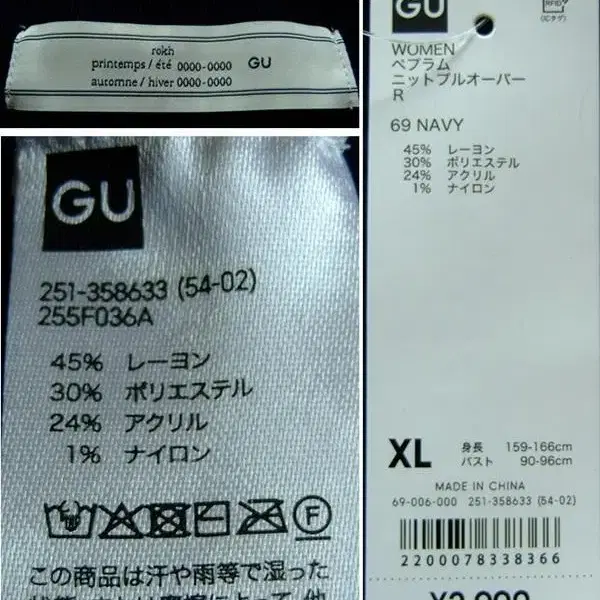 rokh
printemps / été 0000-0000 GU
automne / hiver 0000-0000
GU
251-358633 (54-02)
255F036A
45% レーヨン
30% ポリエステル
24% アクリル
1% ナイロン
F
この商品は汗や雨等で湿った
GU
RFID
(ICタグ)
WOMEN
ペプラム
ニットプルオーバー
R
69 NAVY
45% レーヨン
30% ポリエステル
24% アクリル
1% ナイロン
XL 身長 159-166cm
バスト 90-96cm
MADE IN CHINA
69-006-000 251-358633 (54-02)
2200078338366